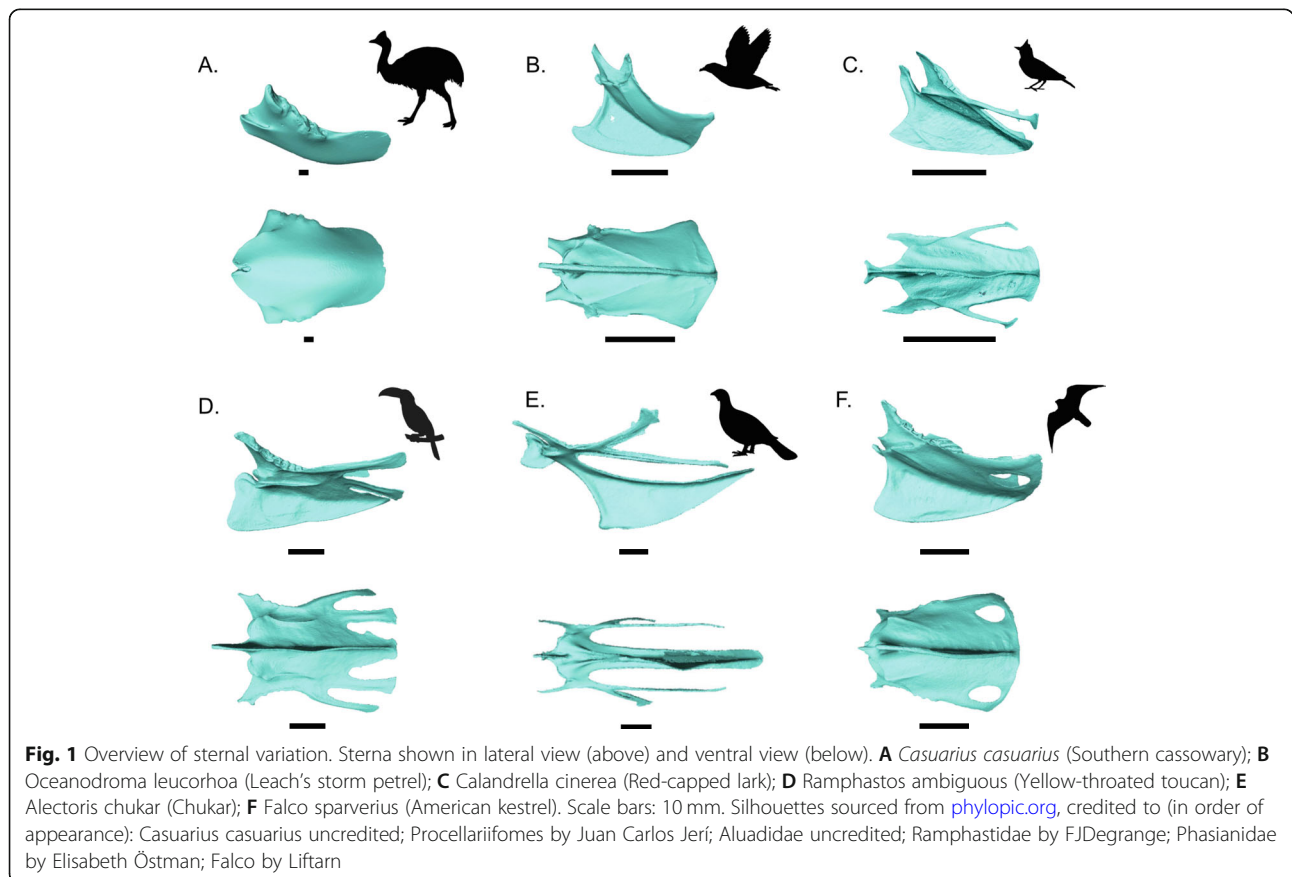 A.
B.
C.
D.
E.
F.
Fig. 1 Overview of sternal variation. Sterna shown in lateral view (above) and ventral view (below). A Casuarius casuarius (Southern cassowary); B
Oceanodroma leucorhoa (Leach's storm petrel); C Calandrella cinerea (Red-capped lark); D Ramphastos ambiguous (Yellow-throated toucan); E
Alectoris chukar (Chukar); F Falco sparverius (American kestrel). Scale bars: 10 mm. Silhouettes sourced from phylopic.org, credited to (in order of
appearance): Casuarius casuarius uncredited; Procellariifomes by Juan Carlos Jerí; Aluadidae uncredited; Ramphastidae by FJDegrange; Phasianidae
by Elisabeth Östman; Falco by Liftarn